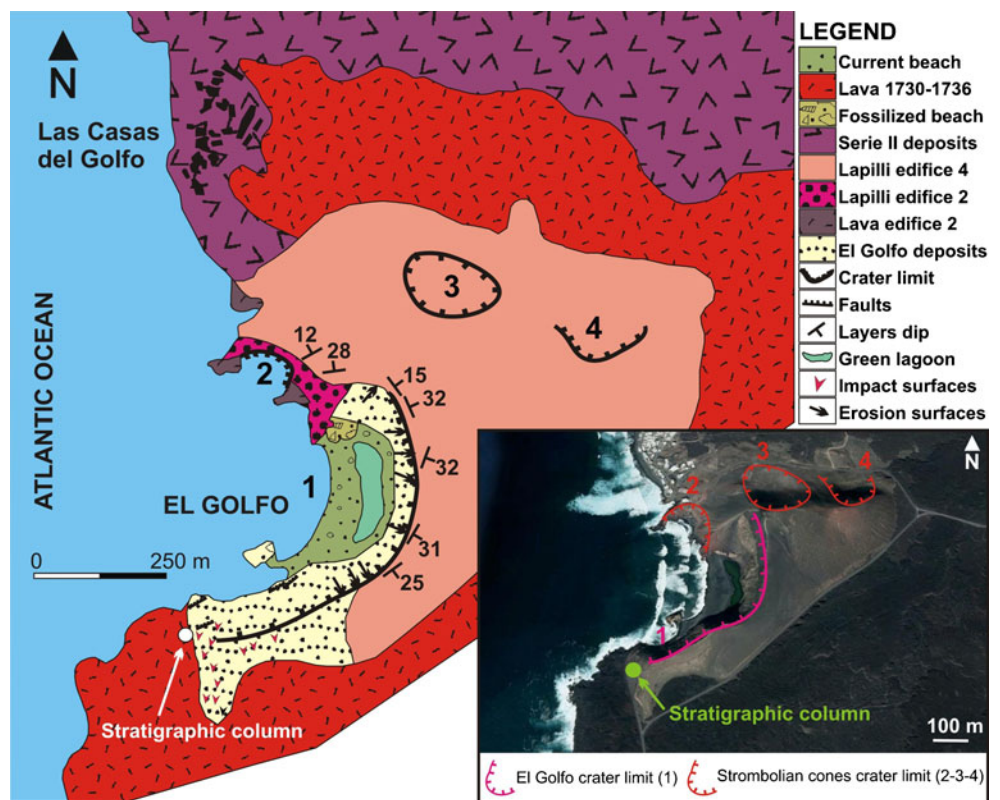 N
Las Casas
del Golfo
ATLANTIC OCEAN
EL GOLFO
1
2
3
4
12
28
15
32
32
31
25
0 250 m
Stratigraphic column
LEGEND
Current beach
Lava 1730-1736
Fossilized beach
Serie II deposits
Lapilli edifice 4
Lapilli edifice 2
Lava edifice 2
El Golfo deposits
Crater limit
Faults
Layers dip
Green lagoon
Impact surfaces
Erosion surfaces
N
3
4
2
1
Stratigraphic column
100 m
El Golfo crater limit (1)
Strombolian cones crater limit (2-3-4)